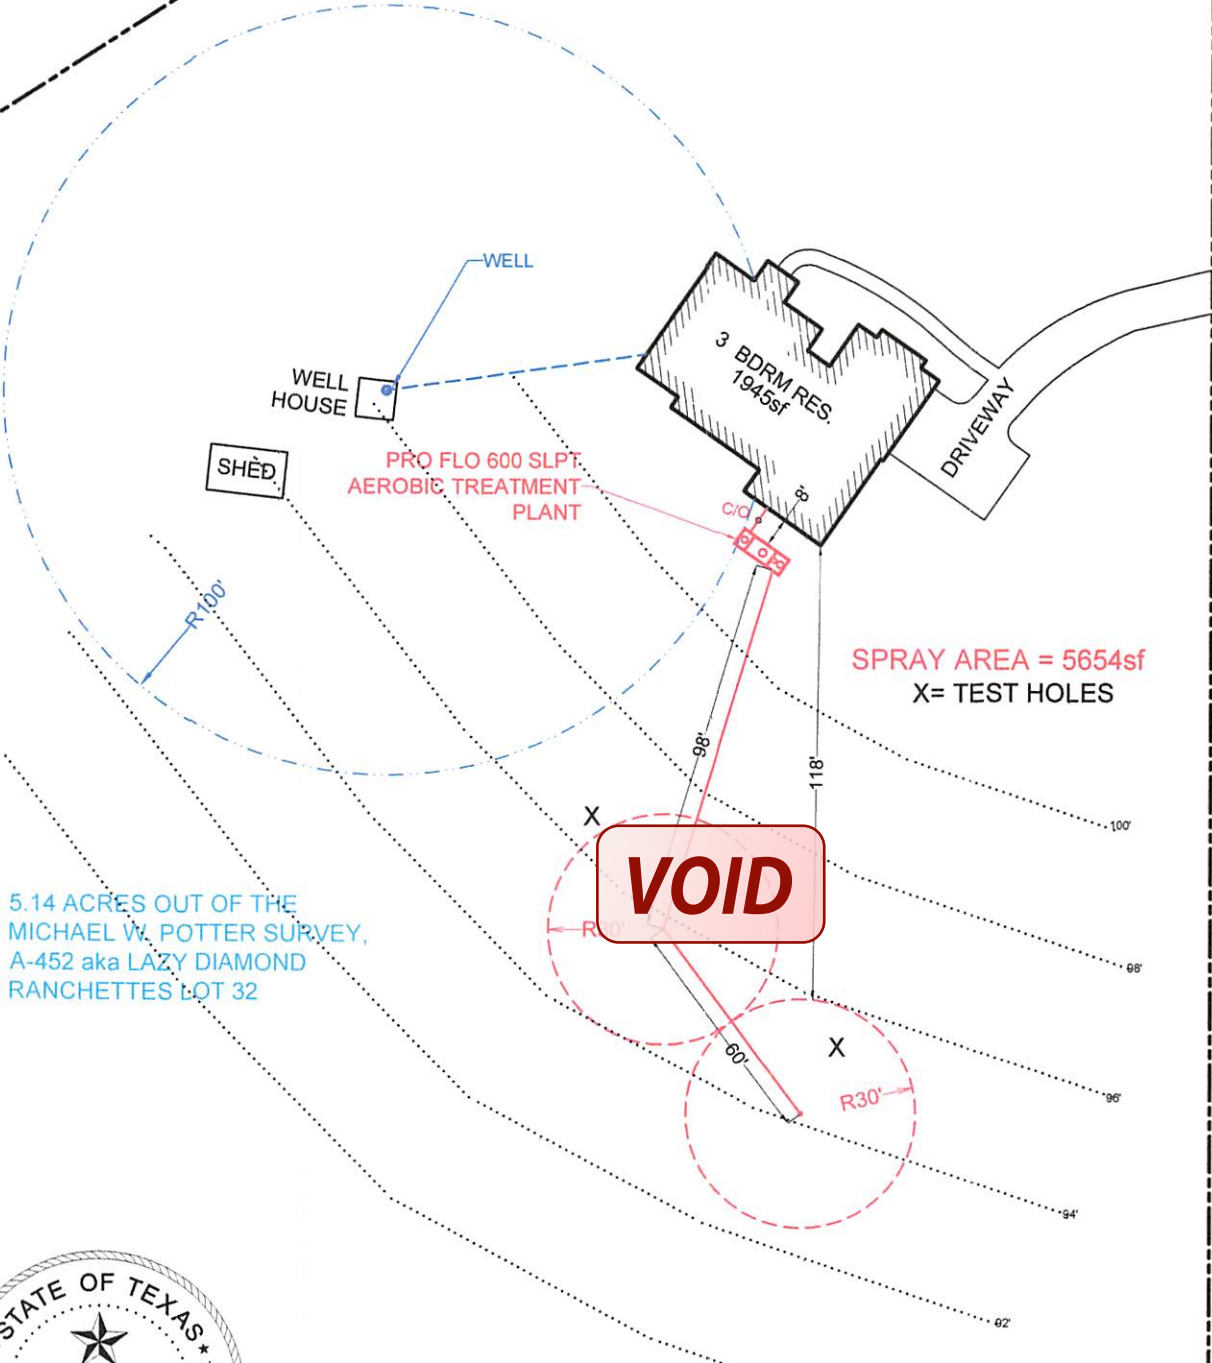 WELL
WELL
HOUSE
SHED
3 BDRM RES.
1945sf
DRIVEWAY
PRO FLO 600 SLPT
AEROBIC TREATMENT
PLANT
C/O
8'
R100'
SPRAY AREA = 5654sf
X= TEST HOLES
98'
118'
X
100'
VOID
5.14 ACRES OUT OF THE
MICHAEL W. POTTER SURVEY,
A-452 aka LAZY DIAMOND
RANCHETTES LOT 32
R30'
98'
X
60'
R30'
96'
94'
92'
STATE OF TEXAS